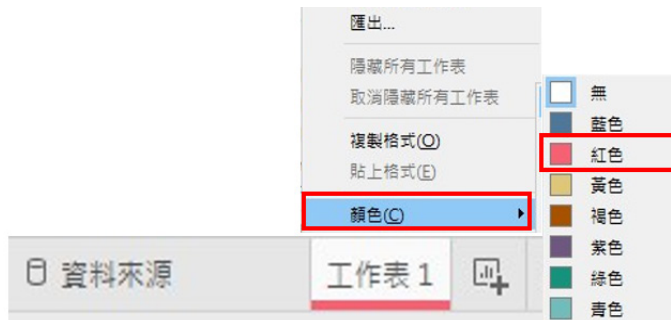 匯出...
隱藏所有工作表
取消隱藏所有工作表
複製格式(O)
貼上格式(E)
顏色(C)
無
藍色
紅色
黃色
褐色
紫色
綠色
青色
資料來源
工作表 1